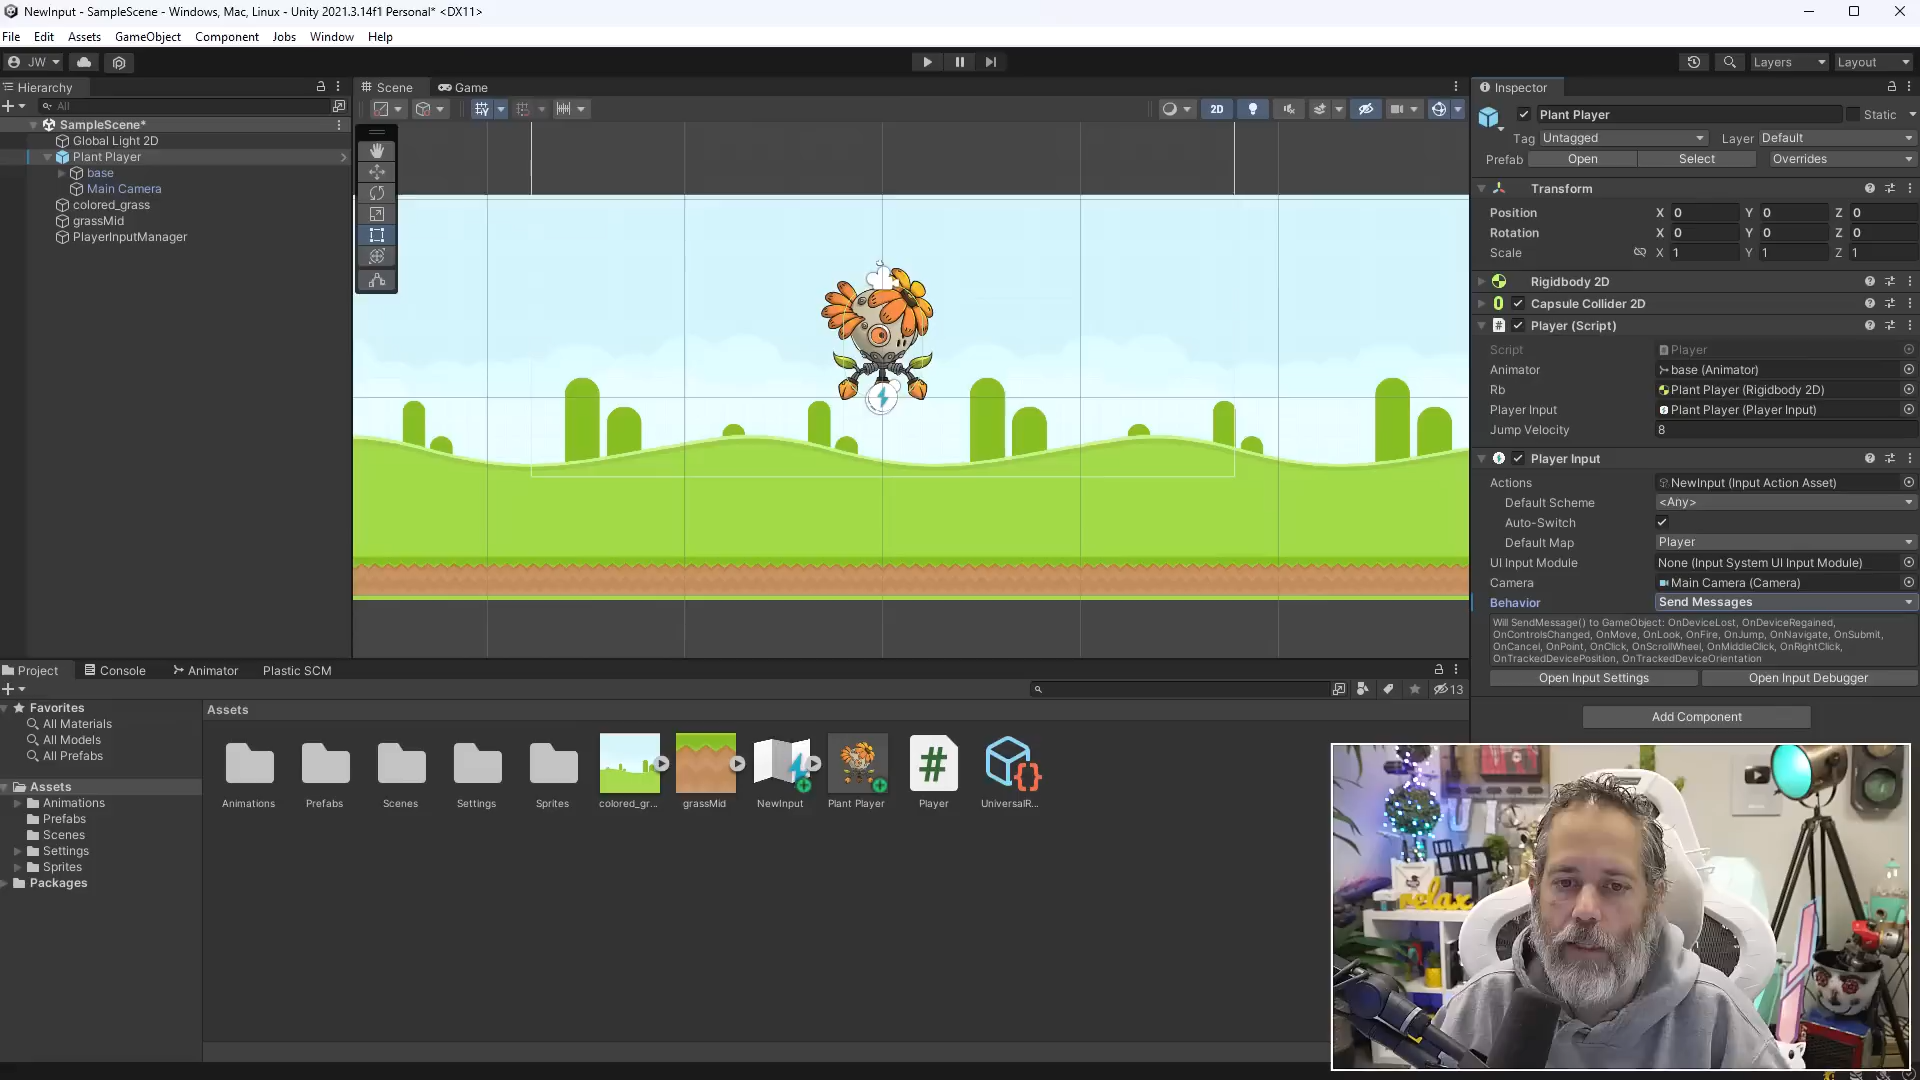 NewInput - SampleScene - Windows, Mac, Linux - Unity 2021.3.14f1 Personal* <DX11>
File Edit Assets GameObject Component Jobs Window Help
JW
Layers
Layout
Hierarchy
All
SampleScene*
Global Light 2D
Plant Player
base
Main Camera
colored_grass
grassMid
PlayerInputManager
Scene
Game
2D
Inspector
Plant Player
Static
Tag Untagged Layer Default
Prefab Open Select Overrides
Transform
Position X 0 Y 0 Z 0
Rotation X 0 Y 0 Z 0
Scale X 1 Y 1 Z 1
Rigidbody 2D
Capsule Collider 2D
Player (Script)
Script Player
Animator base (Animator)
Rb Plant Player (Rigidbody 2D)
Player Input Plant Player (Player Input)
Jump Velocity 8
Player Input
Actions NewInput (Input Action Asset)
Default Scheme <Any>
Auto-Switch
Default Map Player
UI Input Module None (Input System UI Input Module)
Camera Main Camera (Camera)
Behavior Send Messages
Will SendMessage() to GameObject: OnDeviceLost, OnDeviceRegained,
OnControlsChanged, OnMove, OnLook, OnFire, OnJump, OnNavigate, OnSubmit,
OnCancel, OnPoint, OnClick, OnScrollWheel, OnMiddleClick, OnRightClick,
OnTrackedDevicePosition, OnTrackedDeviceOrientation
Open Input Settings Open Input Debugger
Add Component
Project Console Animator Plastic SCM
13
Favorites
All Materials
All Models
All Prefabs
Assets
Animations
Prefabs
Scenes
Settings
Sprites
Packages
Assets
Animations Prefabs Scenes Settings Sprites colored_gr... grassMid NewInput Plant Player Player UniversalR...
relax